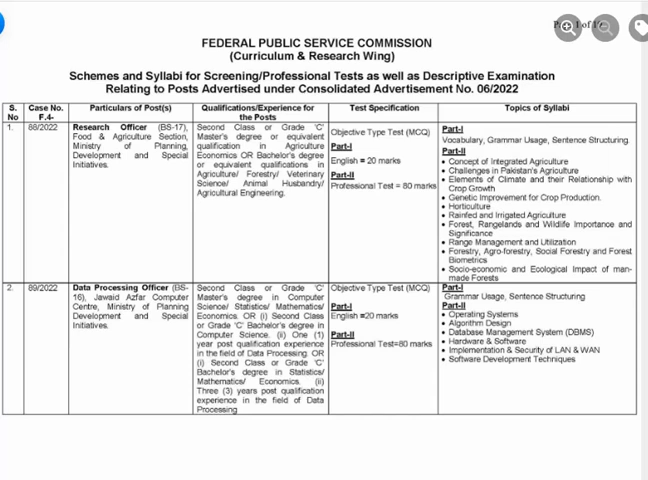 FEDERAL PUBLIC SERVICE COMMISSION
(Curriculum & Research Wing)
Schemes and Syllabi for Screening/Professional Tests as well as Descriptive Examination
Relating to Posts Advertised under Consolidated Advertisement No. 06/2022
S. No
Case No. F.4-
Particulars of Post(s)
Qualifications/Experience for
the Posts
Test Specification
Topics of Syllabi
1.
88/2022
Research Officer (BS-17),
Food & Agriculture Section,
Ministry of Planning,
Development and Special
Initiatives.
Second Class or Grade 'C'
Master's degree or equivalent
qualification in Agriculture
Economics OR Bachelor's degree
or equivalent qualifications in
Agriculture/ Forestry/ Veterinary
Science/ Animal Husbandry/
Agricultural Engineering.
Objective Type Test (MCQ)
Part-I
English = 20 marks
Part-II
Professional Test = 80 marks
Part-I
Vocabulary, Grammar Usage, Sentence Structuring
Part-II
• Concept of Integrated Agriculture
• Challenges in Pakistan's Agriculture
• Elements of Climate and their Relationship with
Crop Growth
• Genetic Improvement for Crop Production.
• Horticulture
• Rainfed and Irrigated Agriculture
• Forest, Rangelands and Wildlife Importance and
Significance
• Range Management and Utilization
• Forestry, Agro-forestry, Social Forestry and Forest
Biometrics
• Socio-economic and Ecological Impact of man-
made Forests
2.
89/2022
Data Processing Officer (BS-
16), Jawaid Azfar Computer
Centre, Ministry of Planning
Development and Special
Initiatives.
Second Class or Grade 'C'
Master's degree in Computer
Science/ Statistics/ Mathematics/
Economics. OR (i) Second Class
or Grade 'C' Bachelor's degree in
Computer Science. (ii) One (1)
year post qualification experience
in the field of Data Processing. OR
(i) Second Class or Grade 'C'
Bachelor's degree in Statistics/
Mathematics/ Economics. (ii)
Three (3) years post qualification
experience in the field of Data
Processing
Objective Type Test (MCQ)
Part-I
English =20 marks
Part-II
Professional Test=80 marks
Part-I
Grammar Usage, Sentence Structuring
Part-II
• Operating Systems
• Algorithm Design
• Database Management System (DBMS)
• Hardware & Software
• Implementation & Security of LAN & WAN
• Software Development Techniques